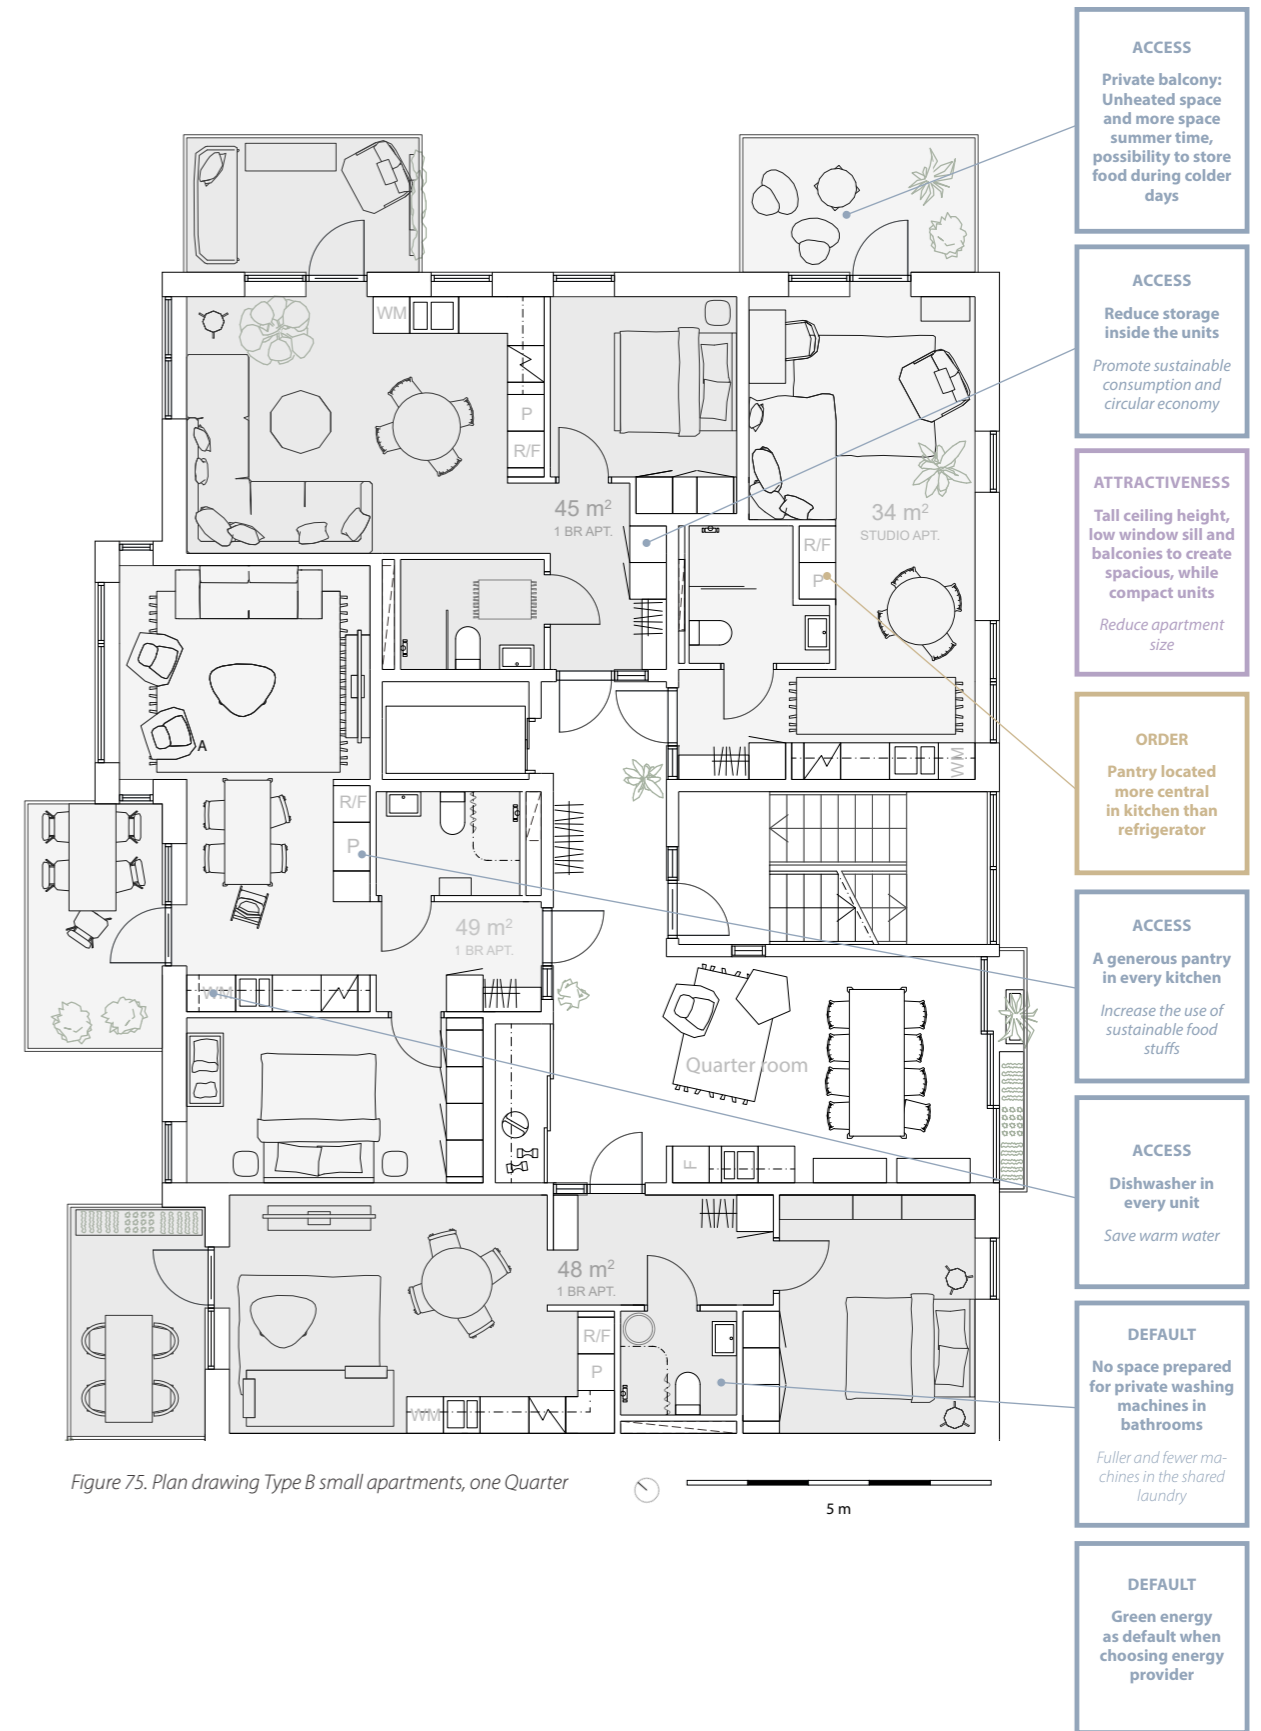 ACCESS
Private balcony:
Unheated space
and more space
summer time,
possibility to store
food during colder
days
ACCESS
Reduce storage
inside the units
Promote sustainable
consumption and
circular economy
ATTRACTIVENESS
Tall ceiling height,
low window sill and
balconies to create
spacious, while
compact units
Reduce apartment
size
ORDER
Pantry located
more central
in kitchen than
refrigerator
ACCESS
A generous pantry
in every kitchen
Increase the use of
sustainable food
stuffs
ACCESS
Dishwasher in
every unit
Save warm water
DEFAULT
No space prepared
for private washing
machines in
bathrooms
Fuller and fewer ma-
chines in the shared
laundry
DEFAULT
Green energy
as default when
choosing energy
provider
WM
P
R/F
45 m²
1 BR APT.
34 m²
STUDIO APT.
R/F
P
WM
A
R/F
P
49 m²
1 BR APT.
WM
Quarter room
F
48 m²
1 BR APT.
R/F
P
WM
Figure 75. Plan drawing Type B small apartments, one Quarter
5 m